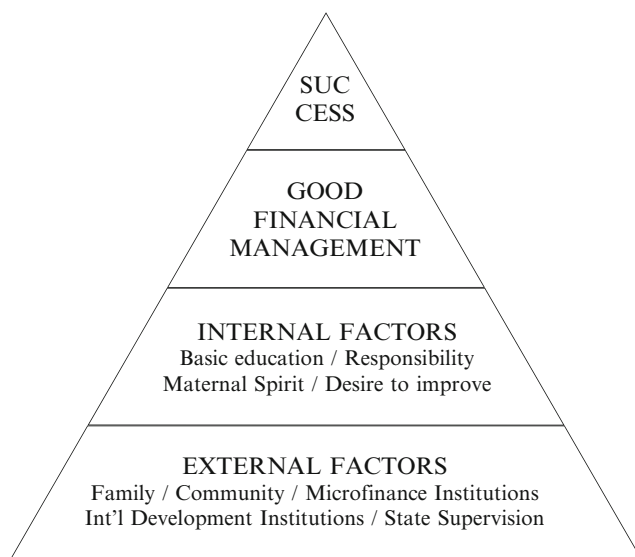 SUC
CESS
GOOD
FINANCIAL
MANAGEMENT
INTERNAL FACTORS
Basic education / Responsibility
Maternal Spirit / Desire to improve
EXTERNAL FACTORS
Family / Community / Microfinance Institutions
Int'l Development Institutions / State Supervision